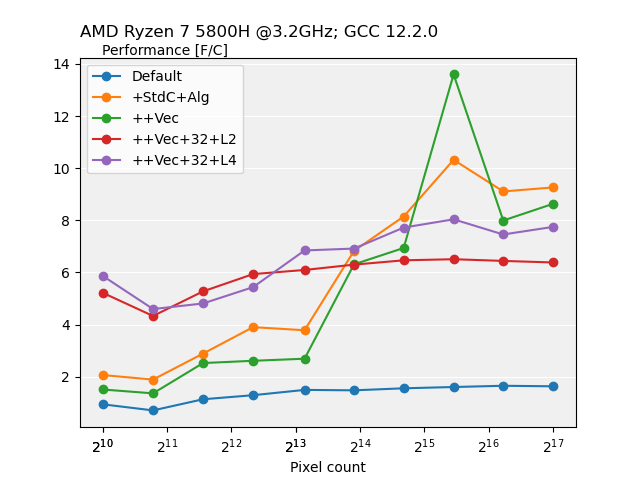 AMD Ryzen 7 5800H @3.2GHz; GCC 12.2.0
Performance [F/C]
Default
+StdC+Alg
++Vec
++Vec+32+L2
++Vec+32+L4
14
12
10
8
6
4
2
2^10 2^11 2^12 2^13 2^14 2^15 2^16 2^17
Pixel count